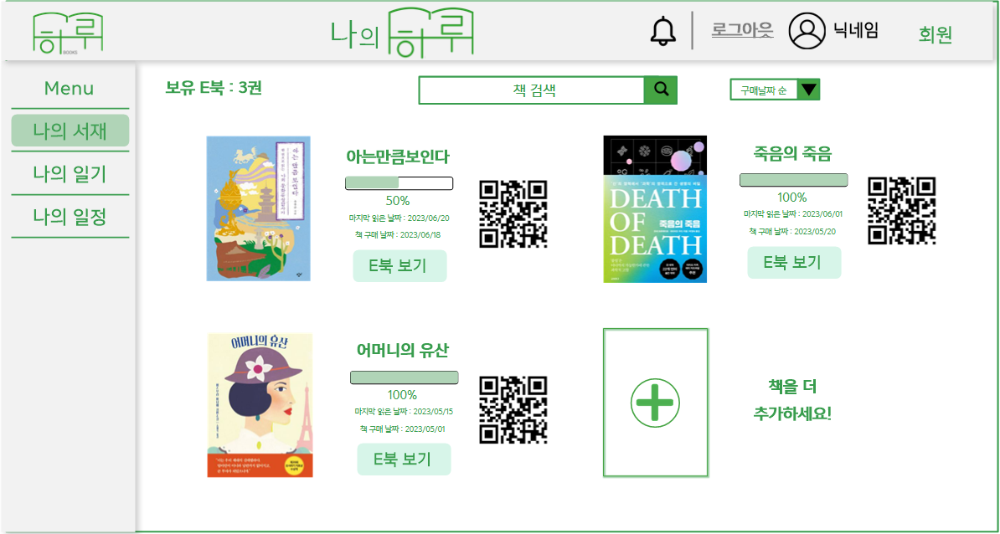 하루
BOOKS
나의 하루
로그아웃
닉네임
회원
Menu
나의 서재
나의 일기
나의 일정
보유 E북 : 3권
책 검색
구매날짜 순
아는 만큼 보인다
아는만큼보인다
50%
마지막 읽은 날짜 : 2023/06/20
책 구매 날짜 : 2023/06/18
E북 보기
DEATH
OF
죽음의 죽음
DEATH
죽음의 죽음
100%
마지막 읽은 날짜 : 2023/06/01
책 구매 날짜 : 2023/05/20
E북 보기
어머니의 유산
어머니의 유산
100%
마지막 읽은 날짜 : 2023/05/15
책 구매 날짜 : 2023/05/01
E북 보기
책을 더
추가하세요!